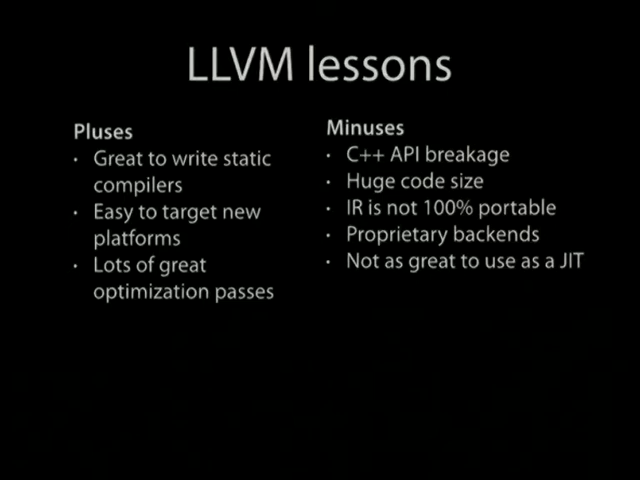 LLVM lessons
Pluses
• Great to write static
compilers
• Easy to target new
platforms
• Lots of great
optimization passes
Minuses
• C++ API breakage
• Huge code size
• IR is not 100% portable
• Proprietary backends
• Not as great to use as a JIT